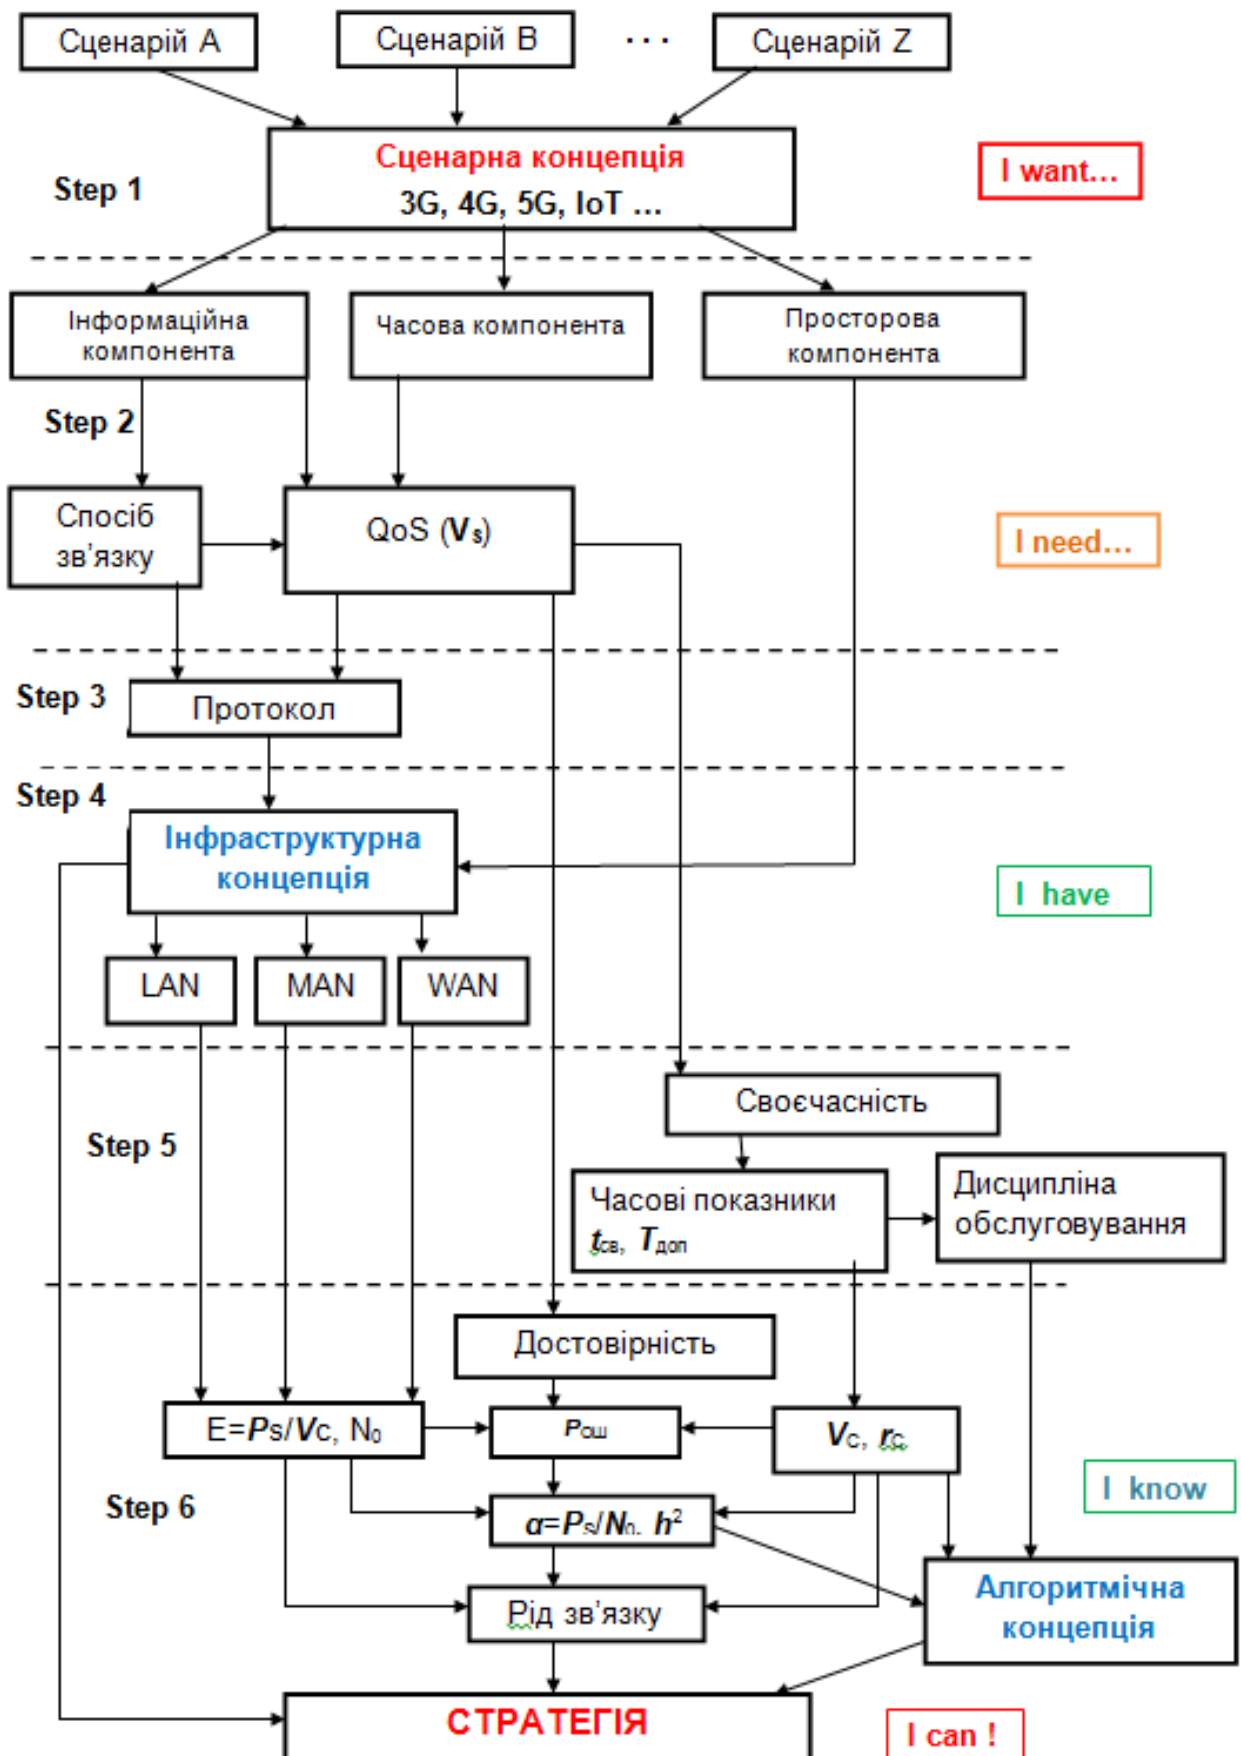 Сценарій А
Сценарій В
. . .
Сценарій Z
Сценарна концепція
3G, 4G, 5G, IoT ...
Step 1
I want...
Інформаційна
компонента
Часова компонента
Просторова
компонента
Step 2
Спосіб
зв’язку
QoS (Vs)
I need...
Step 3
Протокол
Step 4
Інфраструктурна
концепція
I have
LAN
MAN
WAN
Своєчасність
Step 5
Часові показники
tсв, Tдоп
Дисципліна
обслуговування
Достовірність
E=Ps/Vc, N0
Pош
Vc, rc
Step 6
I know
α=Ps/N0, h²
Рід зв’язку
Алгоритмічна
концепція
СТРАТЕГІЯ
I can !